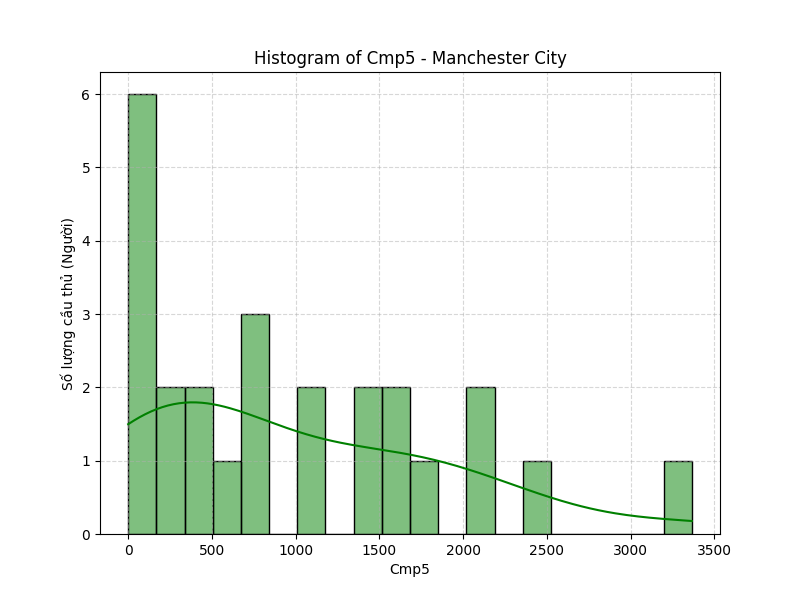 Histogram of Cmp5 - Manchester City
Số lượng cầu thủ (Người)
6
5
4
3
2
1
0
0 500 1000 1500 2000 2500 3000 3500
Cmp5